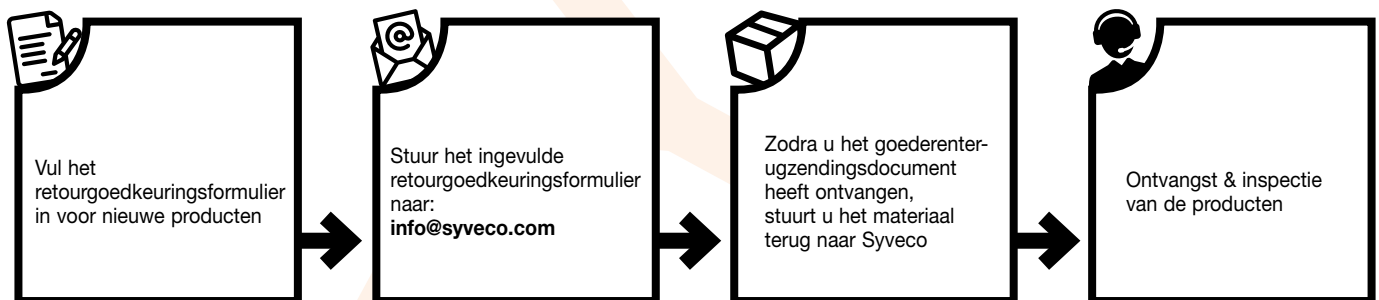 Vul het
retourgoedkeuringsformulier
in voor nieuwe producten
Stuur het ingevulde
retourgoedkeuringsformulier
naar:
info@syveco.com
Zodra u het goederenter-
ugzendingsdocument
heeft ontvangen,
stuurt u het materiaal
terug naar Syveco
Ontvangst & inspectie
van de producten